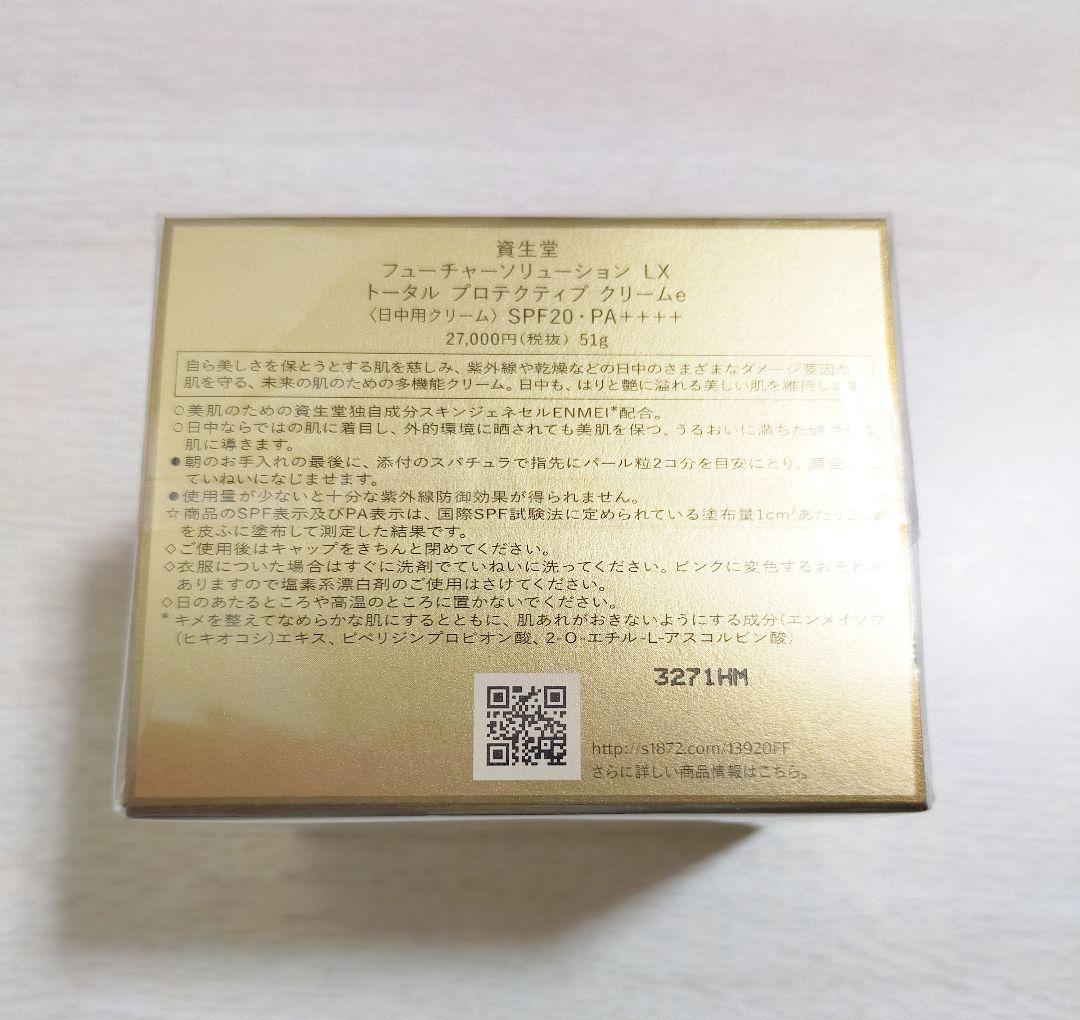 資生堂
フューチャーソリューション LX
トータル プロテクティブ クリームe
〈日中用クリーム〉 SPF20・PA++++
27,000円(税抜) 51g
自ら美しさを保とうとする肌を慈しみ、紫外線や乾燥などの日中のさまざまなダメージ要因から
肌を守る、未来の肌のための多機能クリーム。日中も、はりと艶に溢れる美しい肌を維持します
○美肌のための資生堂独自成分スキンジェネセルENMEI*配合。
○日中ならではの肌に着目し、外的環境に晒されても美肌を保つ、うるおいに満ちた
肌に導きます。
●朝のお手入れの最後に、添付のスパチュラで指先にパール粒2コ分を目安にとり、
ていねいになじませます。
●使用量が少ないと十分な紫外線防御効果が得られません。
☆商品のSPF表示及びPA表示は、国際SPF試験法に定められている塗布量1cm²あたり2mg
を皮ふに塗布して測定した結果です。
◇ご使用後はキャップをきちんと閉めてください。
◇衣服についた場合はすぐに洗剤でていねいに洗ってください。ピンクに変色するおそれが
ありますので塩素系漂白剤のご使用はさけてください。
◇日のあたるところや高温のところに置かないでください。
*キメを整えてなめらかな肌にするとともに、肌あれがおきないようにする成分(エンメイソウ
(ヒキオコシ)エキス、ピペリジンプロピオン酸、2-O-エチル-L-アスコルビン酸)
3271HM
http://s1872.com/13920FF
さらに詳しい商品情報はこちら。